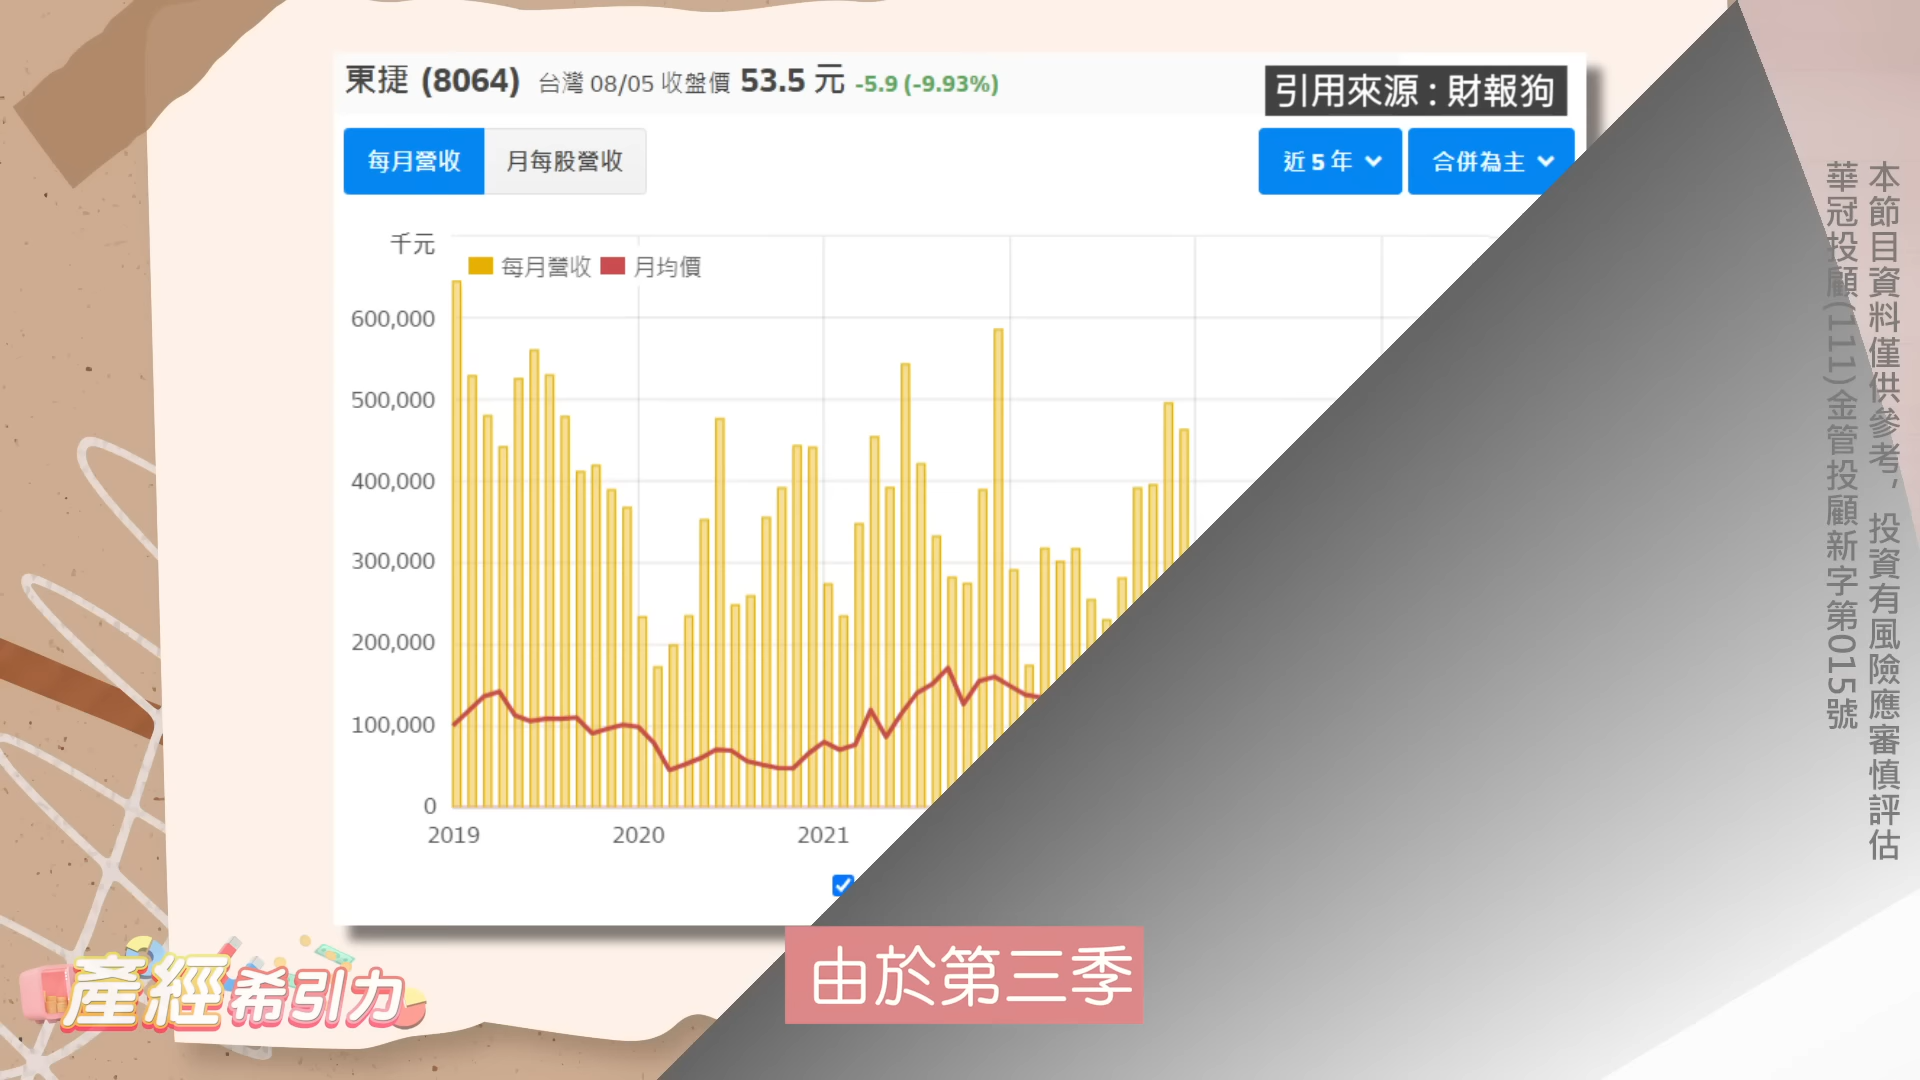 東捷 (8064) 台灣 08/05 收盤價 53.5 元 -5.9 (-9.93%)
引用來源 : 財報狗
每月營收 月每股營收 近 5 年 合併為主
千元
每月營收 月均價
600,000
500,000
400,000
300,000
200,000
100,000
0
2019 2020 2021
本節目資料僅供參考，投資有風險應審慎評估
華冠投顧(111)金管投顧新字第015號
產經希引力
由於第三季